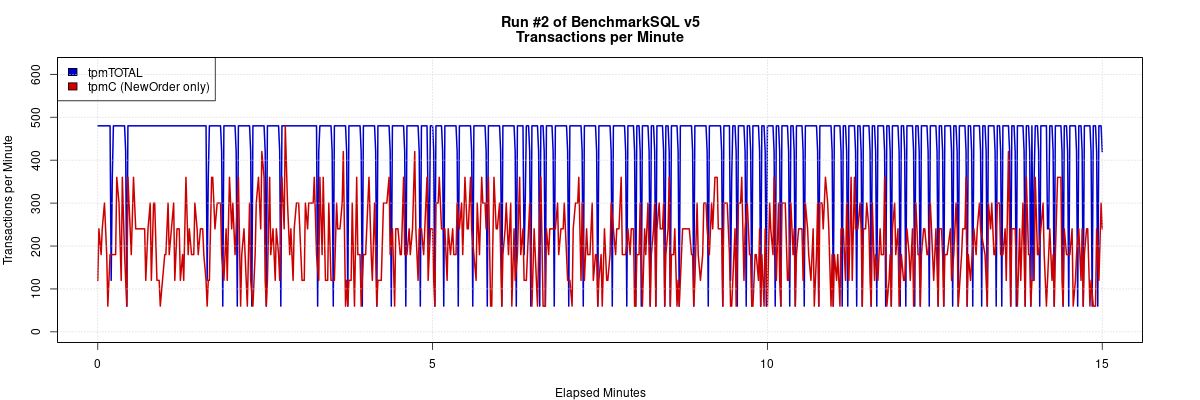 Run #2 of BenchmarkSQL v5
Transactions per Minute
tpmTOTAL
tpmC (NewOrder only)
Transactions per Minute
600
500
400
300
200
100
0
0 5 10 15
Elapsed Minutes